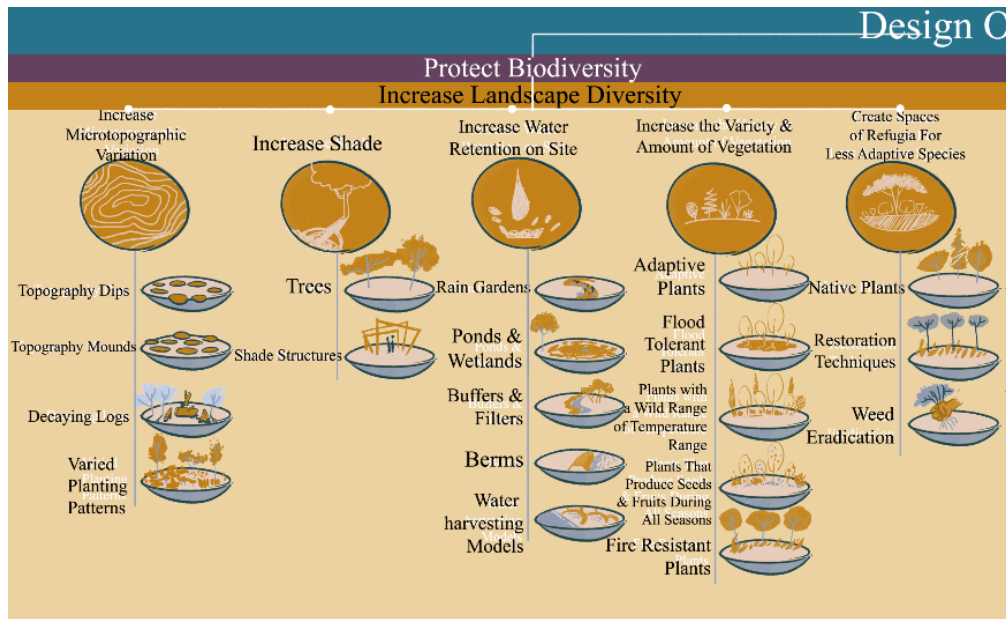 Design O
Protect Biodiversity
Increase Landscape Diversity
Increase
Microtopographic
Variation
Increase Shade
Increase Water
Retention on Site
Increase the Variety &
Amount of Vegetation
Create Spaces
of Refugia For
Less Adaptive Species
Topography Dips
Topography Mounds
Decaying Logs
Varied
Planting
Patterns
Trees
Shade Structures
Rain Gardens
Ponds &
Wetlands
Buffers &
Filters
Berms
Water
harvesting
Models
Adaptive
Plants
Flood
Tolerant
Plants
Plants with
a Wild Range
of Temperature
Range
Plants That
Produce Seeds
& Fruits During
All Seasons
Fire Resistant
Plants
Native Plants
Restoration
Techniques
Weed
Eradication